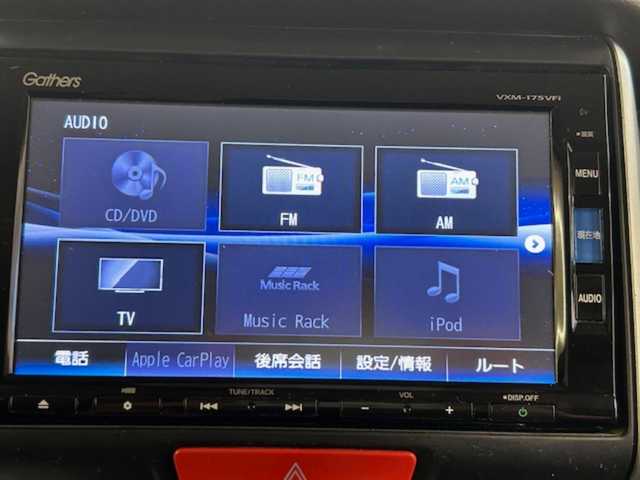 Gathers
VXM-175VFi
AUDIO
CD/DVD
FM
FM
AM
AM
TV
Music Rack
Music Rack
iPod
MENU
現在地
AUDIO
電話
Apple CarPlay
後席会話
設定/情報
ルート
TUNE/TRACK
VOL
DISP.OFF